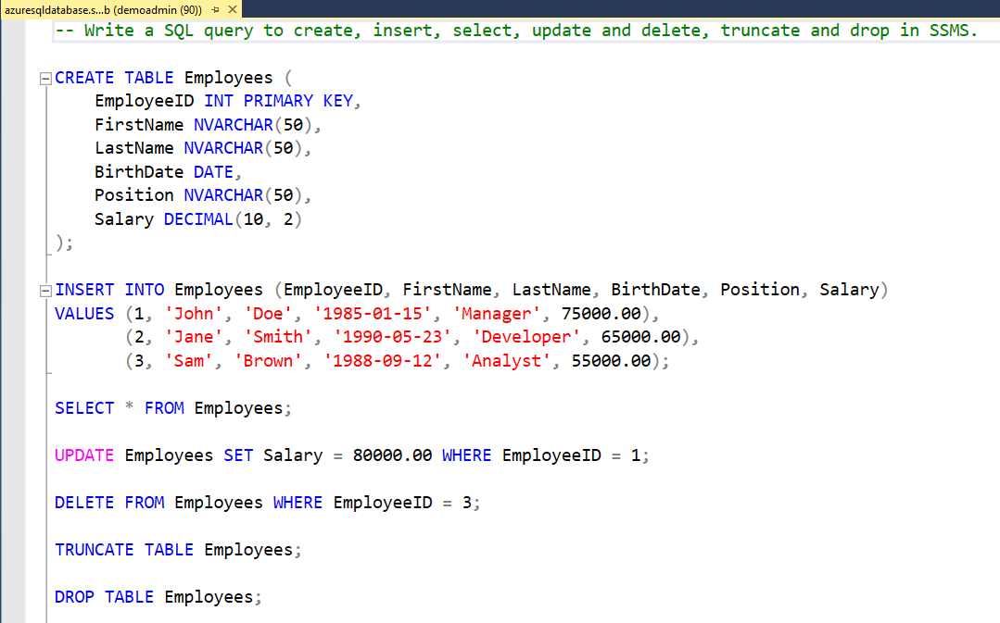 azuresqldatabase.s...b (demoadmin (90))
-- Write a SQL query to create, insert, select, update and delete, truncate and drop in SSMS.
CREATE TABLE Employees (
    EmployeeID INT PRIMARY KEY,
    FirstName NVARCHAR(50),
    LastName NVARCHAR(50),
    BirthDate DATE,
    Position NVARCHAR(50),
    Salary DECIMAL(10, 2)
);
INSERT INTO Employees (EmployeeID, FirstName, LastName, BirthDate, Position, Salary)
VALUES (1, 'John', 'Doe', '1985-01-15', 'Manager', 75000.00),
       (2, 'Jane', 'Smith', '1990-05-23', 'Developer', 65000.00),
       (3, 'Sam', 'Brown', '1988-09-12', 'Analyst', 55000.00);
SELECT * FROM Employees;
UPDATE Employees SET Salary = 80000.00 WHERE EmployeeID = 1;
DELETE FROM Employees WHERE EmployeeID = 3;
TRUNCATE TABLE Employees;
DROP TABLE Employees;